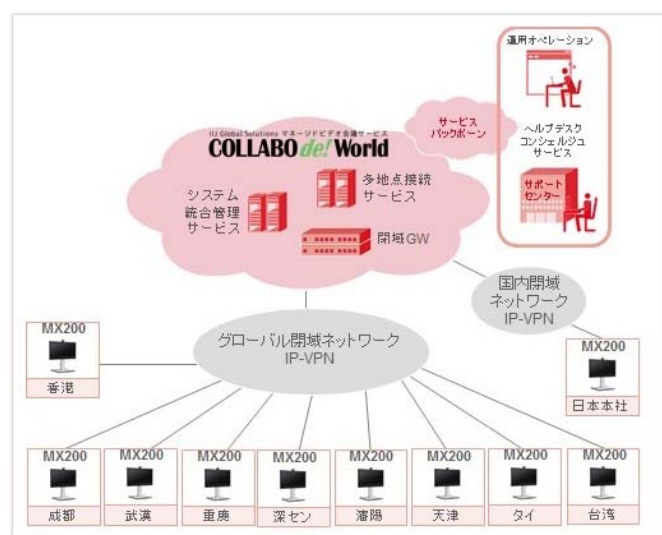 運用オペレーション
IIJ Global Solutions マネージドビデオ会議サービス
COLLABO de! World
サービス
バックボーン
ヘルプデスク
コンシェルジュ
サービス
サポート
センター
システム
統合管理
サービス
多地点接続
サービス
閉域GW
国内閉域
ネットワーク
IP-VPN
グローバル閉域ネットワーク
IP-VPN
MX200
香港
MX200
日本本社
MX200
成都
MX200
武漢
MX200
重慶
MX200
深セン
MX200
瀋陽
MX200
天津
MX200
タイ
MX200
台湾